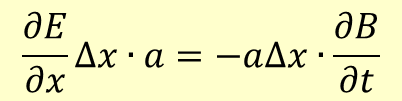 ∂E/∂x Δx · a = −aΔx · ∂B/∂t